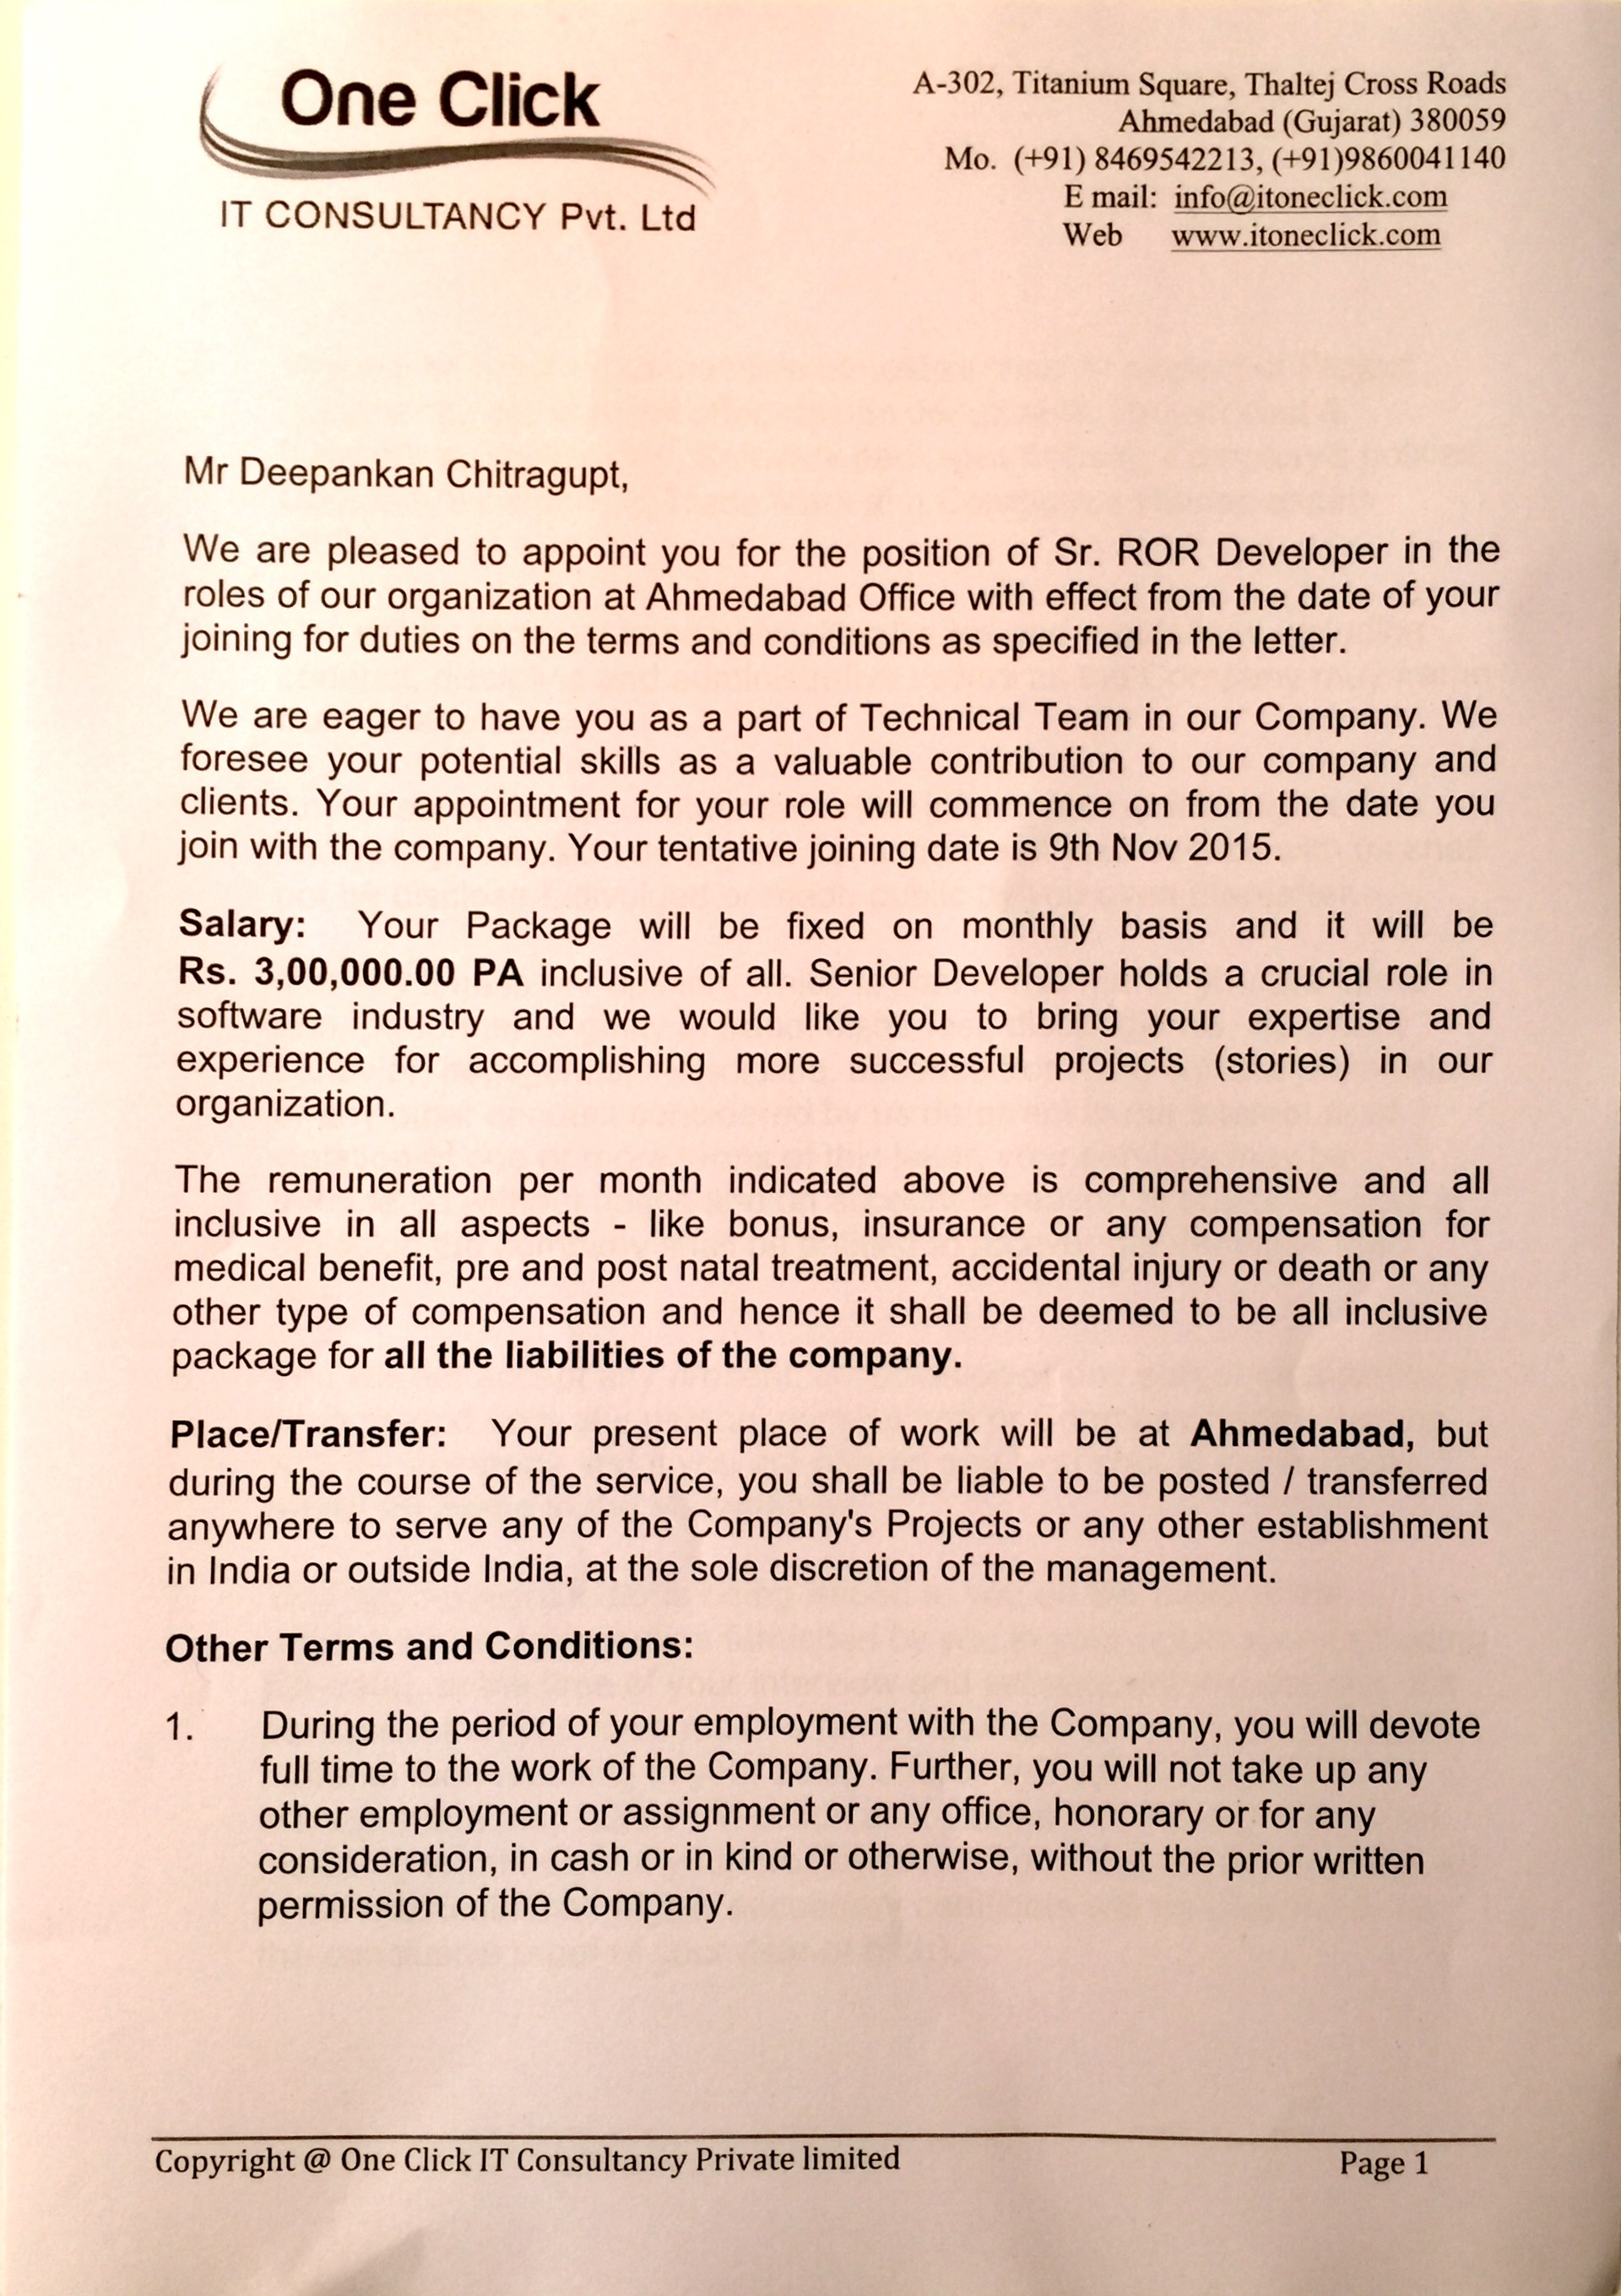 One Click
IT CONSULTANCY Pvt. Ltd
A-302, Titanium Square, Thaltej Cross Roads
Ahmedabad (Gujarat) 380059
Mo. (+91) 8469542213, (+91)9860041140
E mail: info@itoneclick.com
Web www.itoneclick.com
Mr Deepankan Chitragupt,
We are pleased to appoint you for the position of Sr. ROR Developer in the
roles of our organization at Ahmedabad Office with effect from the date of your
joining for duties on the terms and conditions as specified in the letter.
We are eager to have you as a part of Technical Team in our Company. We
foresee your potential skills as a valuable contribution to our company and
clients. Your appointment for your role will commence on from the date you
join with the company. Your tentative joining date is 9th Nov 2015.
Salary: Your Package will be fixed on monthly basis and it will be
Rs. 3,00,000.00 PA inclusive of all. Senior Developer holds a crucial role in
software industry and we would like you to bring your expertise and
experience for accomplishing more successful projects (stories) in our
organization.
The remuneration per month indicated above is comprehensive and all
inclusive in all aspects - like bonus, insurance or any compensation for
medical benefit, pre and post natal treatment, accidental injury or death or any
other type of compensation and hence it shall be deemed to be all inclusive
package for all the liabilities of the company.
Place/Transfer: Your present place of work will be at Ahmedabad, but
during the course of the service, you shall be liable to be posted / transferred
anywhere to serve any of the Company's Projects or any other establishment
in India or outside India, at the sole discretion of the management.
Other Terms and Conditions:
1. During the period of your employment with the Company, you will devote
full time to the work of the Company. Further, you will not take up any
other employment or assignment or any office, honorary or for any
consideration, in cash or in kind or otherwise, without the prior written
permission of the Company.
Copyright @ One Click IT Consultancy Private limited Page 1